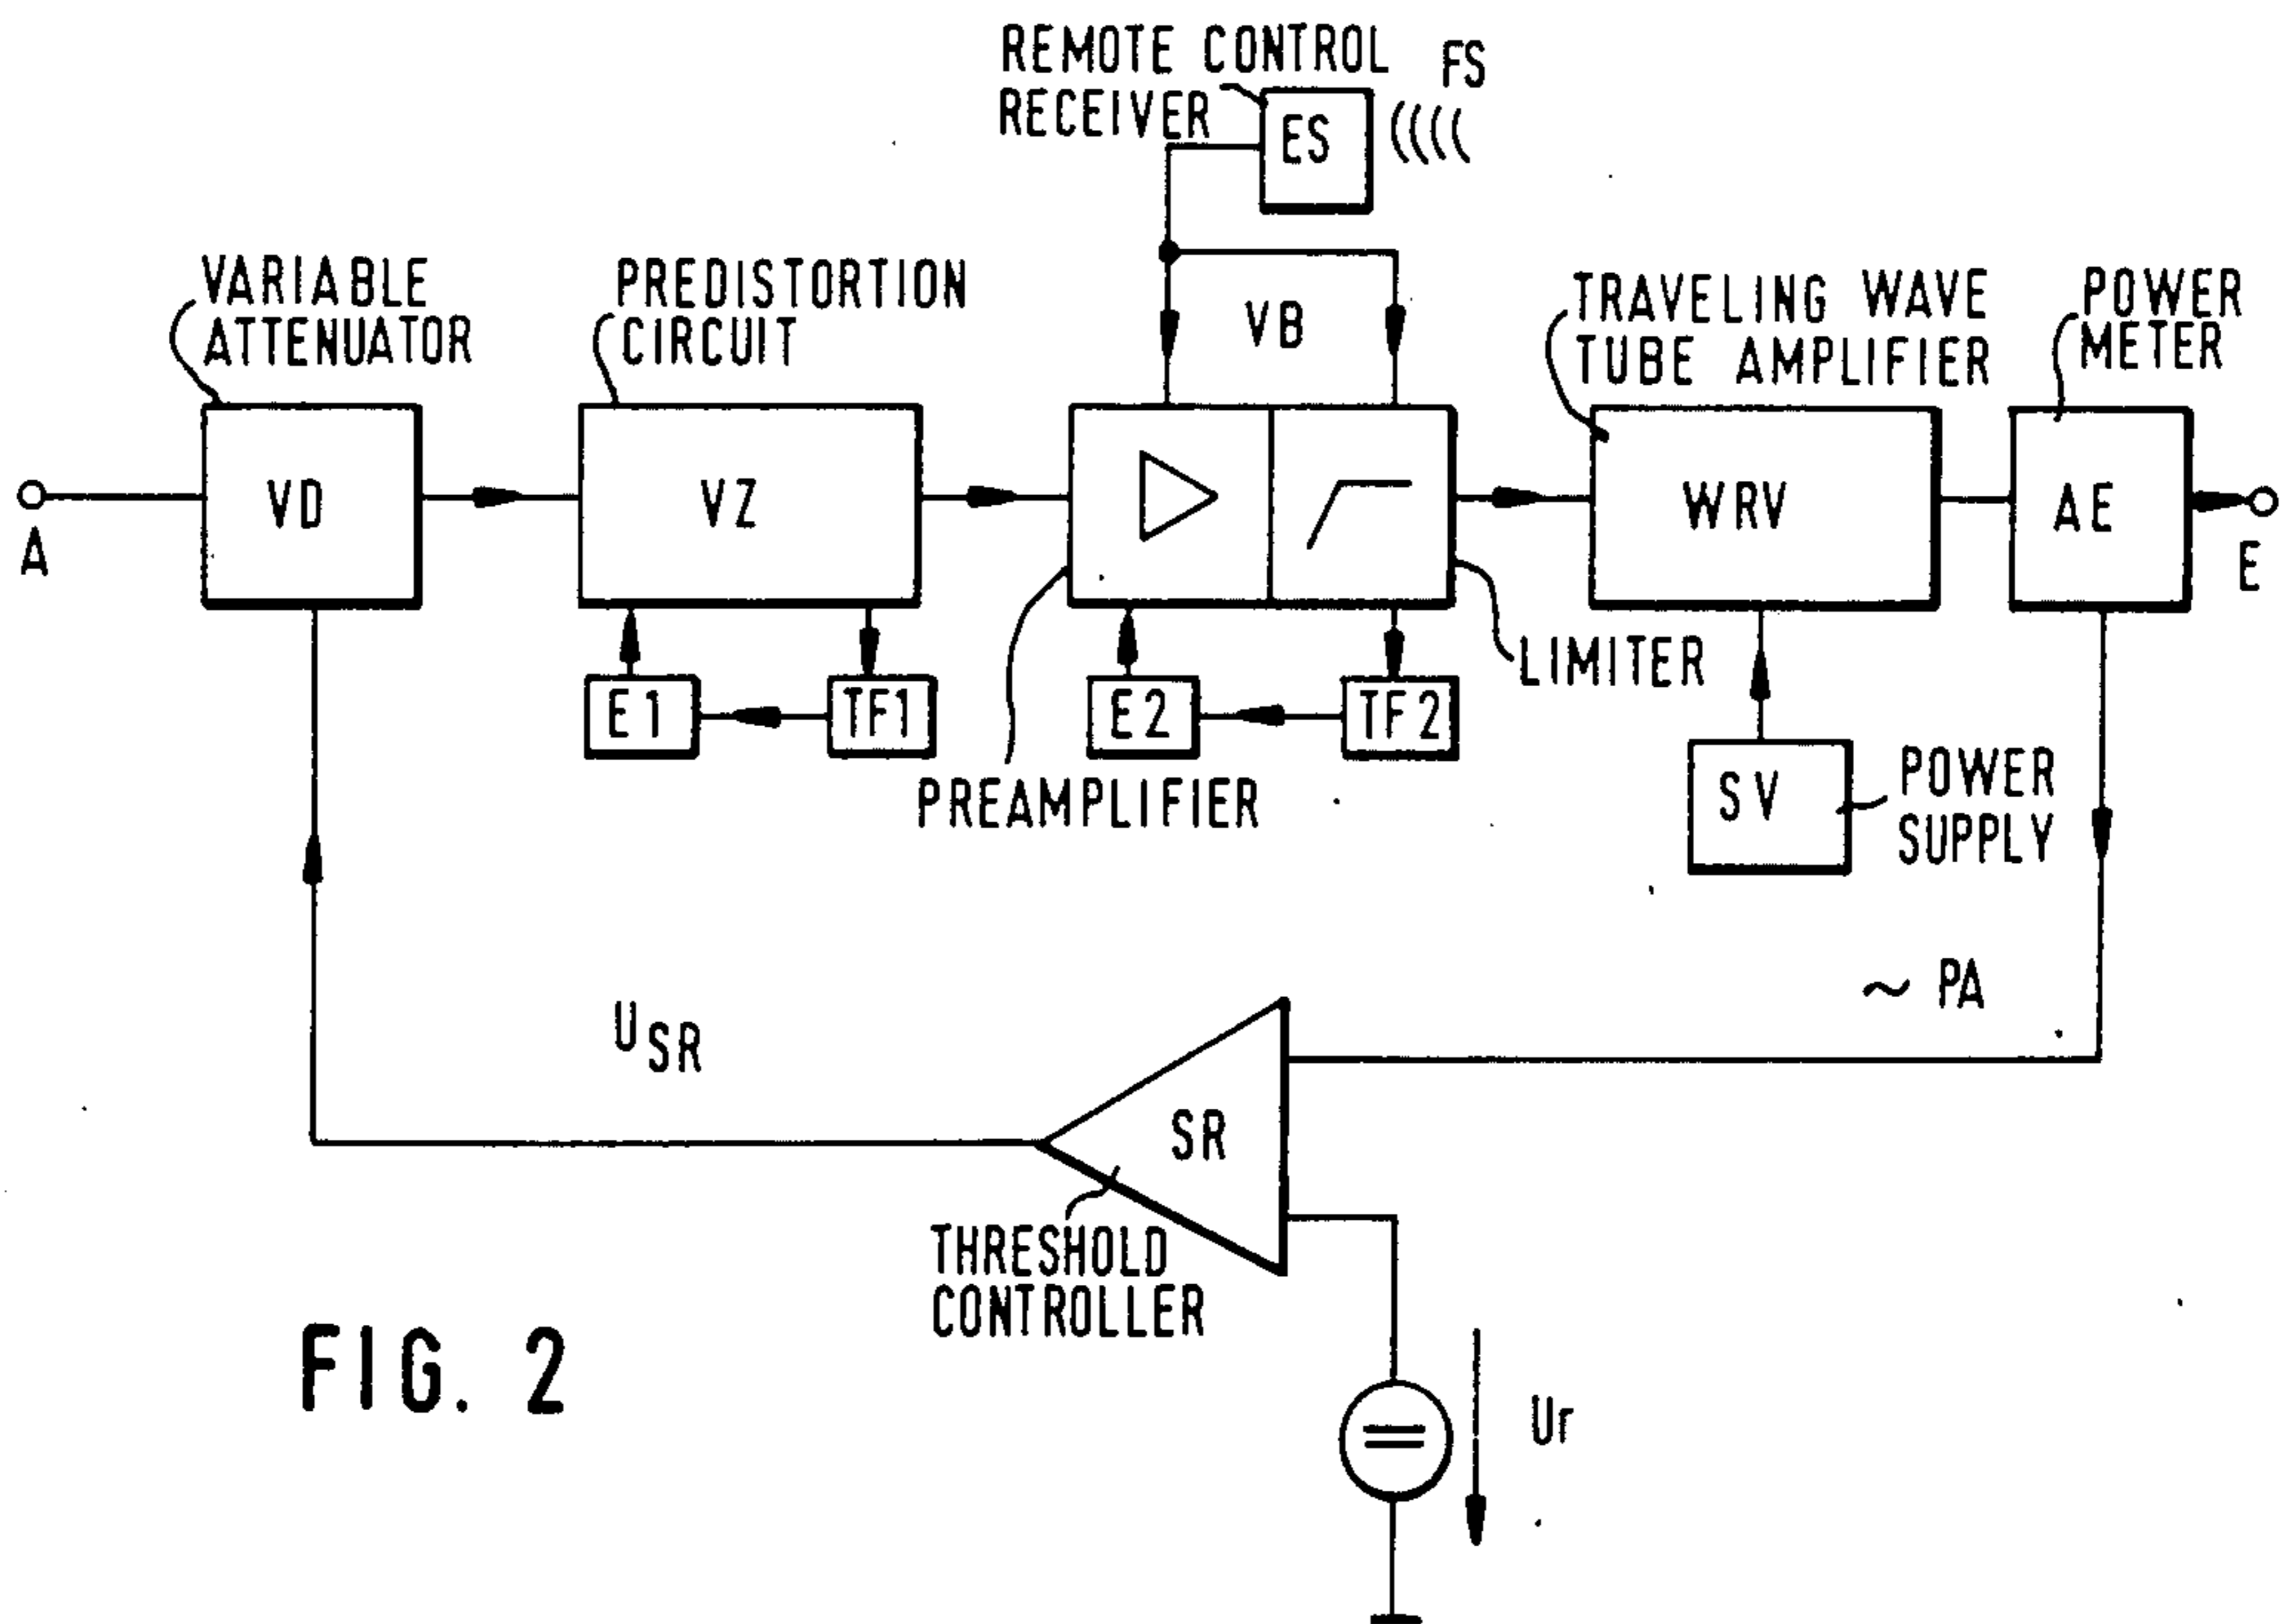 REMOTE CONTROL
RECEIVER
FS
ES
VARIABLE
ATTENUATOR
PREDISTORTION
CIRCUIT
VB
TRAVELING WAVE
TUBE AMPLIFIER
POWER
METER
A
VD
VZ
WRV
AE
E
E1
TF1
E2
TF2
LIMITER
PREAMPLIFIER
SV
POWER
SUPPLY
~ PA
USR
SR
THRESHOLD
CONTROLLER
Ur
FIG. 2